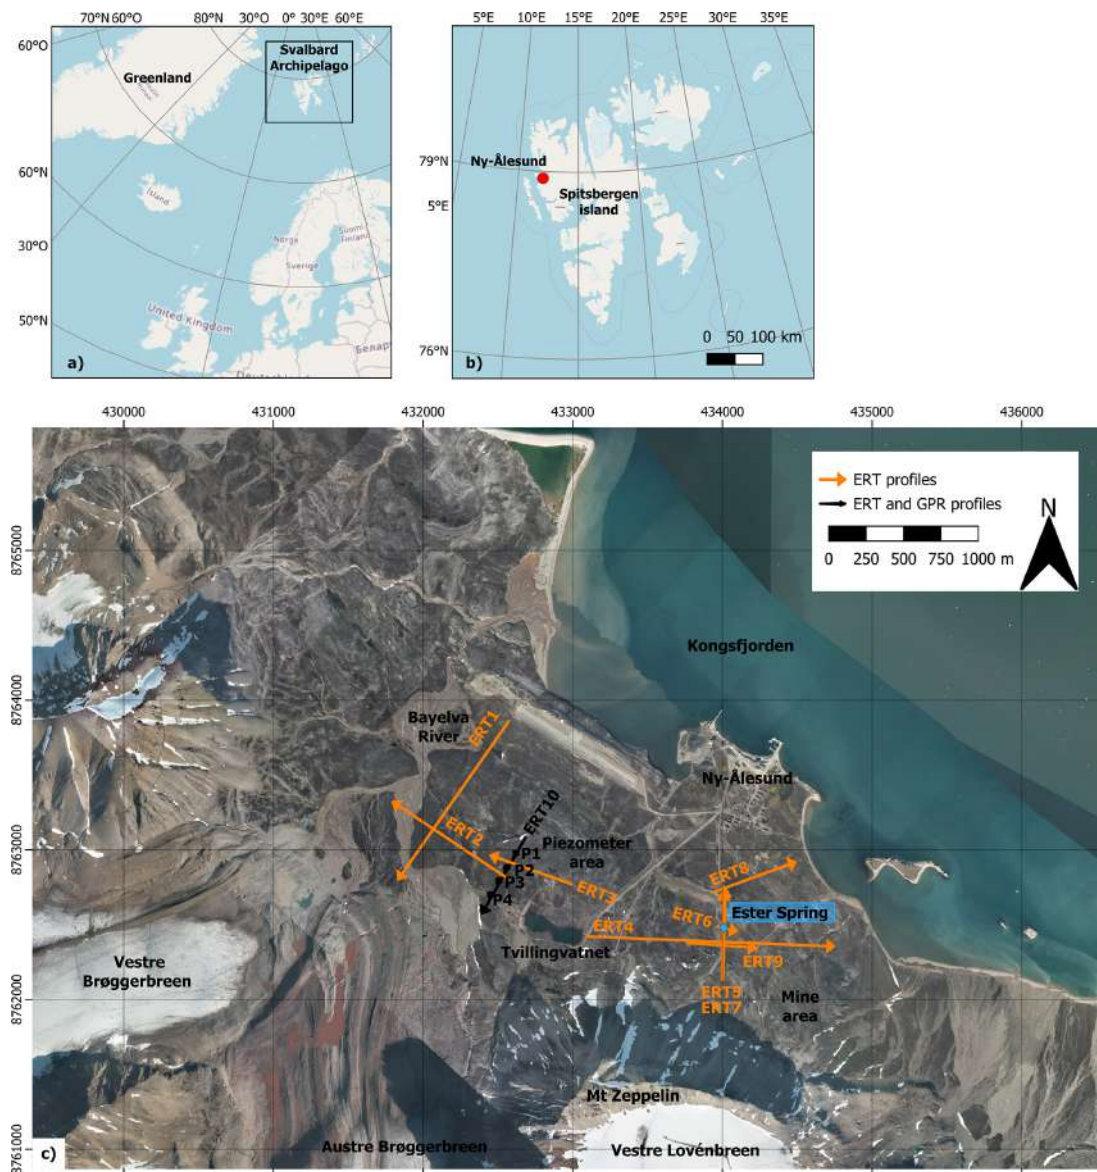 70°N 60°O 80°N 30°O 0° 30°E 60°E
60°O
60°N
30°O
50°N
Svalbard
Archipelago
Greenland
Ísland
Norge
Sverige
Suomi
Finland
United Kingdom
Deutschland
Беларусь
a)
5°E 10°E 15°E 20°E 25°E 30°E 35°E
79°N
5°E
76°N
Ny-Ålesund
Spitsbergen
island
0 50 100 km
b)
430000 431000 432000 433000 434000 435000 436000
8765000
8764000
8763000
8762000
8761000
ERT profiles
ERT and GPR profiles
0 250 500 750 1000 m
N
Kongsfjorden
Bayelva
River
ERT1
Ny-Ålesund
ERT10
ERT2
Piezometer
area
P1
P2
P3
P4
ERT3
ERT8
ERT6
Ester Spring
ERT4
Tvillingvatnet
ERT9
ERT5
ERT7
Mine
area
Vestre
Brøggerbreen
Mt Zeppelin
Austre Brøggerbreen
Vestre Lovénbreen
c)